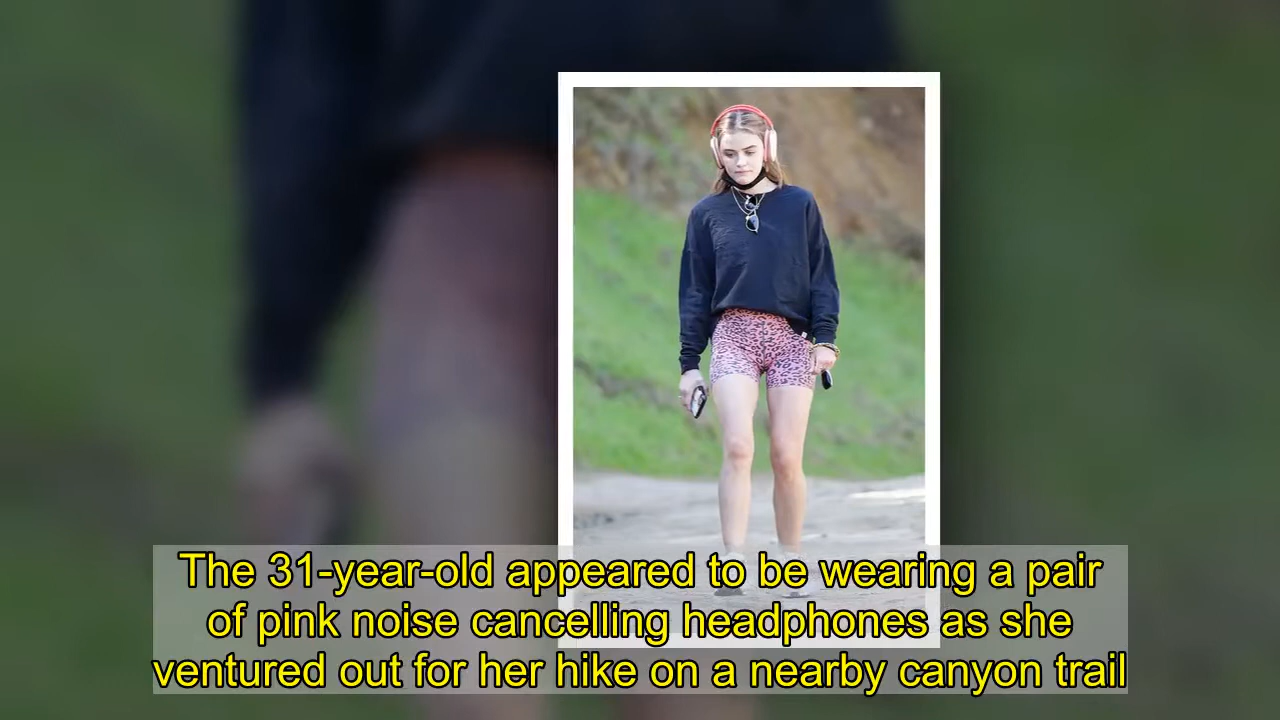 The 31-year-old appeared to be wearing a pair
of pink noise cancelling headphones as she
ventured out for her hike on a nearby canyon trail